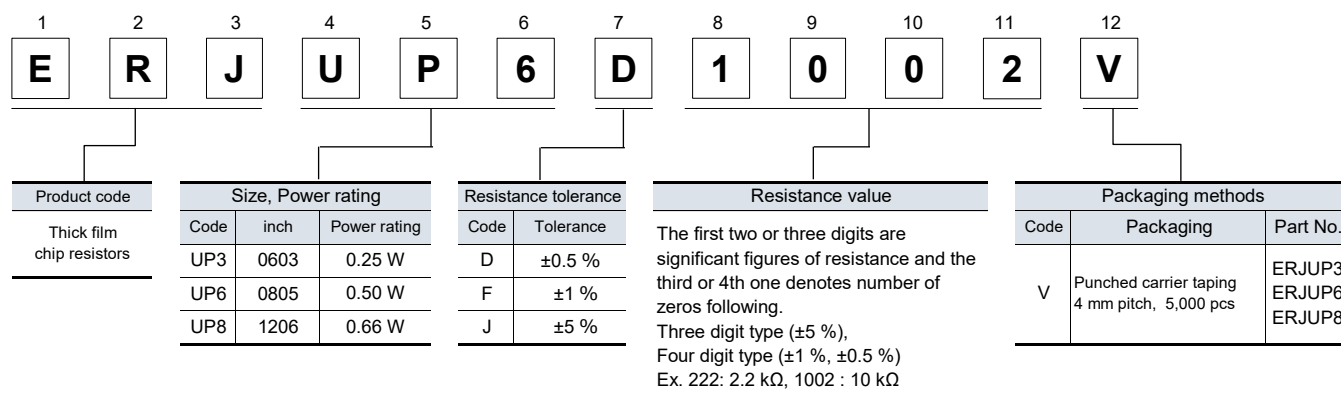 1 2 3 4 5 6 7 8 9 10 11 12
E R J U P 6 D 1 0 0 2 V
Product code
Thick film
chip resistors
Size, Power rating
Code inch Power rating
UP3 0603 0.25 W
UP6 0805 0.50 W
UP8 1206 0.66 W
Resistance tolerance
Code Tolerance
D ±0.5 %
F ±1 %
J ±5 %
Resistance value
The first two or three digits are
significant figures of resistance and the
third or 4th one denotes number of
zeros following.
Three digit type (±5 %),
Four digit type (±1 %, ±0.5 %)
Ex. 222: 2.2 kΩ, 1002 : 10 kΩ
Packaging methods
Code Packaging Part No.
V
Punched carrier taping
4 mm pitch, 5,000 pcs
ERJUP3
ERJUP6
ERJUP8